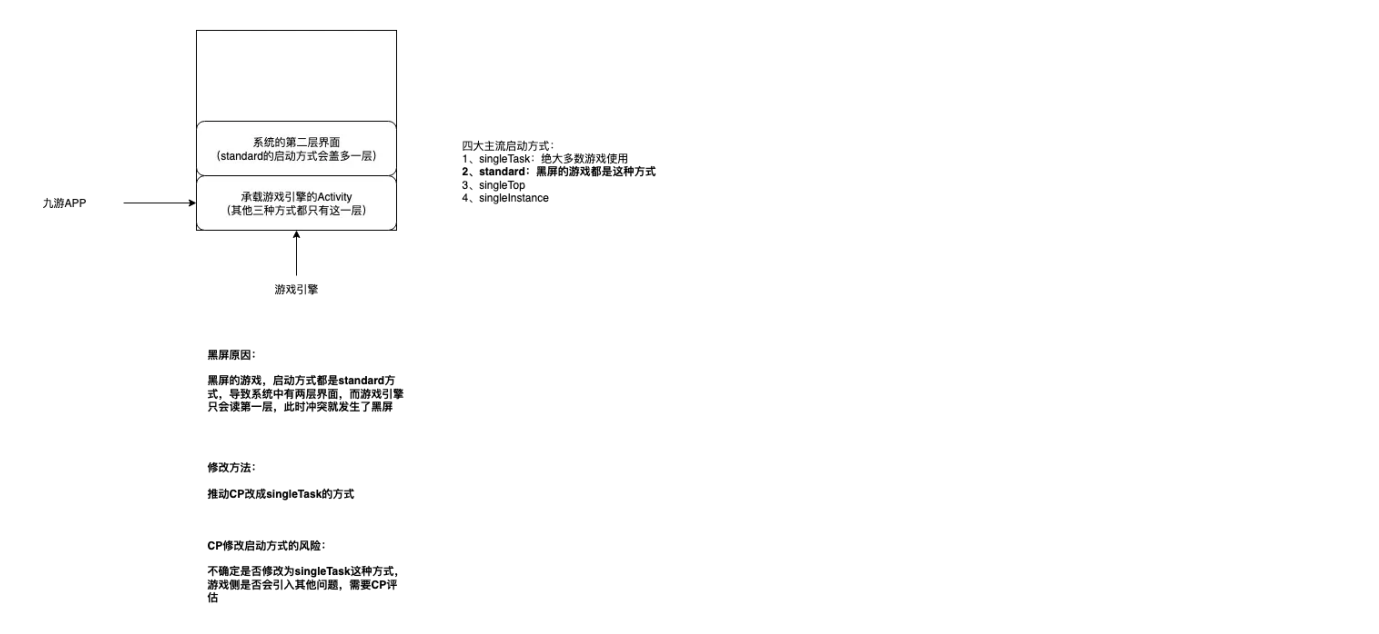 系统的第二层界面
(standard的启动方式会盖多一层)
承载游戏引擎的Activity
(其他三种方式都只有这一层)
九游APP
游戏引擎
四大主流启动方式：
1、singleTask：绝大多数游戏使用
2、standard：黑屏的游戏都是这种方式
3、singleTop
4、singleInstance
黑屏原因：
黑屏的游戏，启动方式都是standard方
式，导致系统中有两层界面，而游戏引擎
只会读第一层，此时冲突就发生了黑屏
修改方法：
推动CP改成singleTask的方式
CP修改启动方式的风险：
不确定是否修改为singleTask这种方式，
游戏侧是否会引入其他问题，需要CP评
估